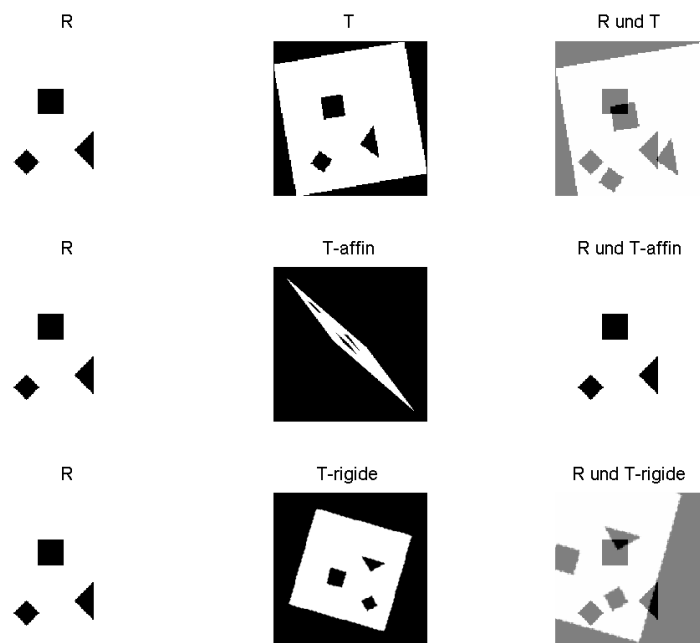 R
T
R und T
R
T-affin
R und T-affin
R
T-rigide
R und T-rigide